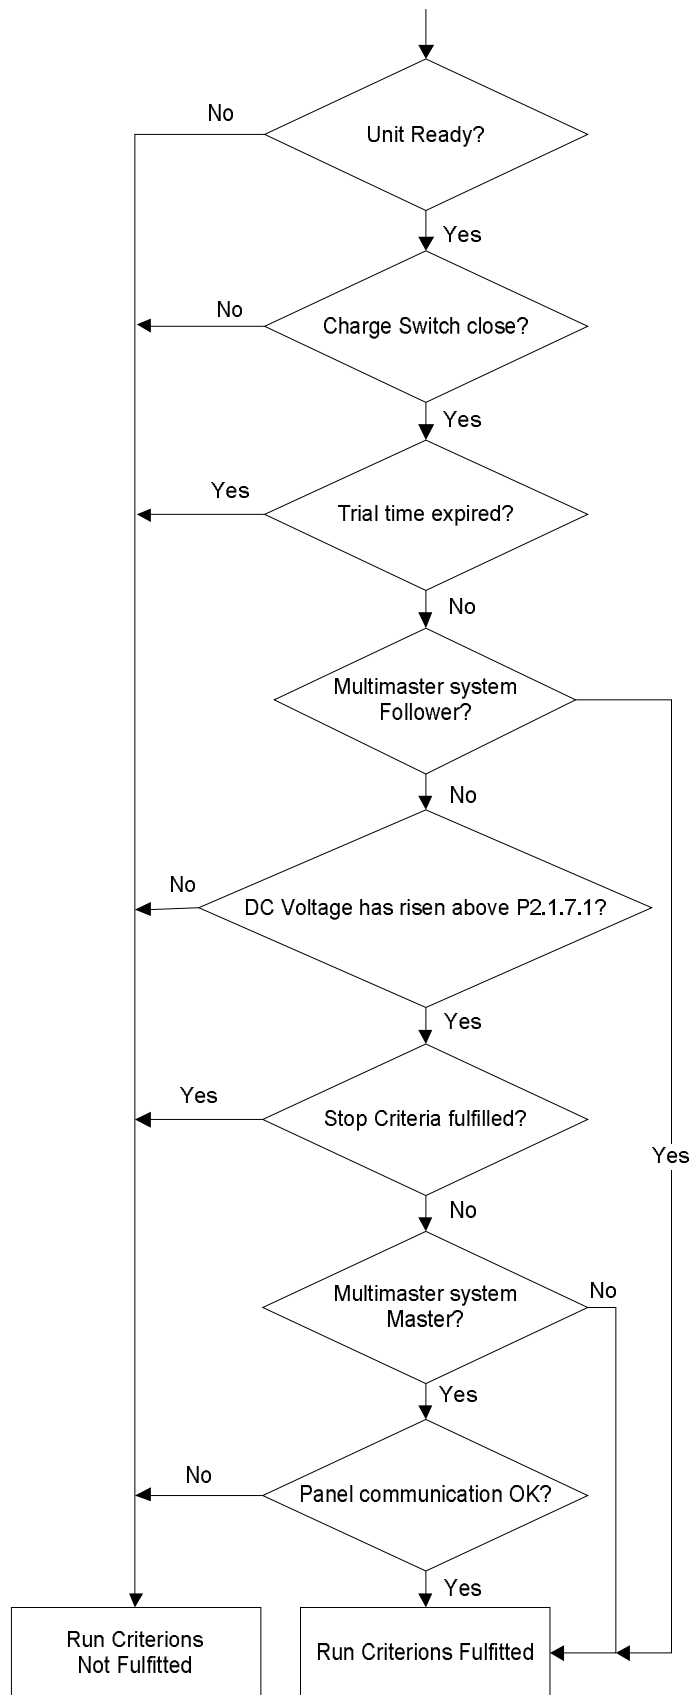 No
Unit Ready?
Yes
No
Charge Switch close?
Yes
Yes
Trial time expired?
No
Multimaster system
Follower?
No
No
DC Voltage has risen above P2.1.7.1?
Yes
Yes
Stop Criteria fulfilled?
Yes
No
Multimaster system
Master?
No
Yes
No
Panel communication OK?
Yes
Run Criterions
Not Fulfitted
Run Criterions Fulfitted